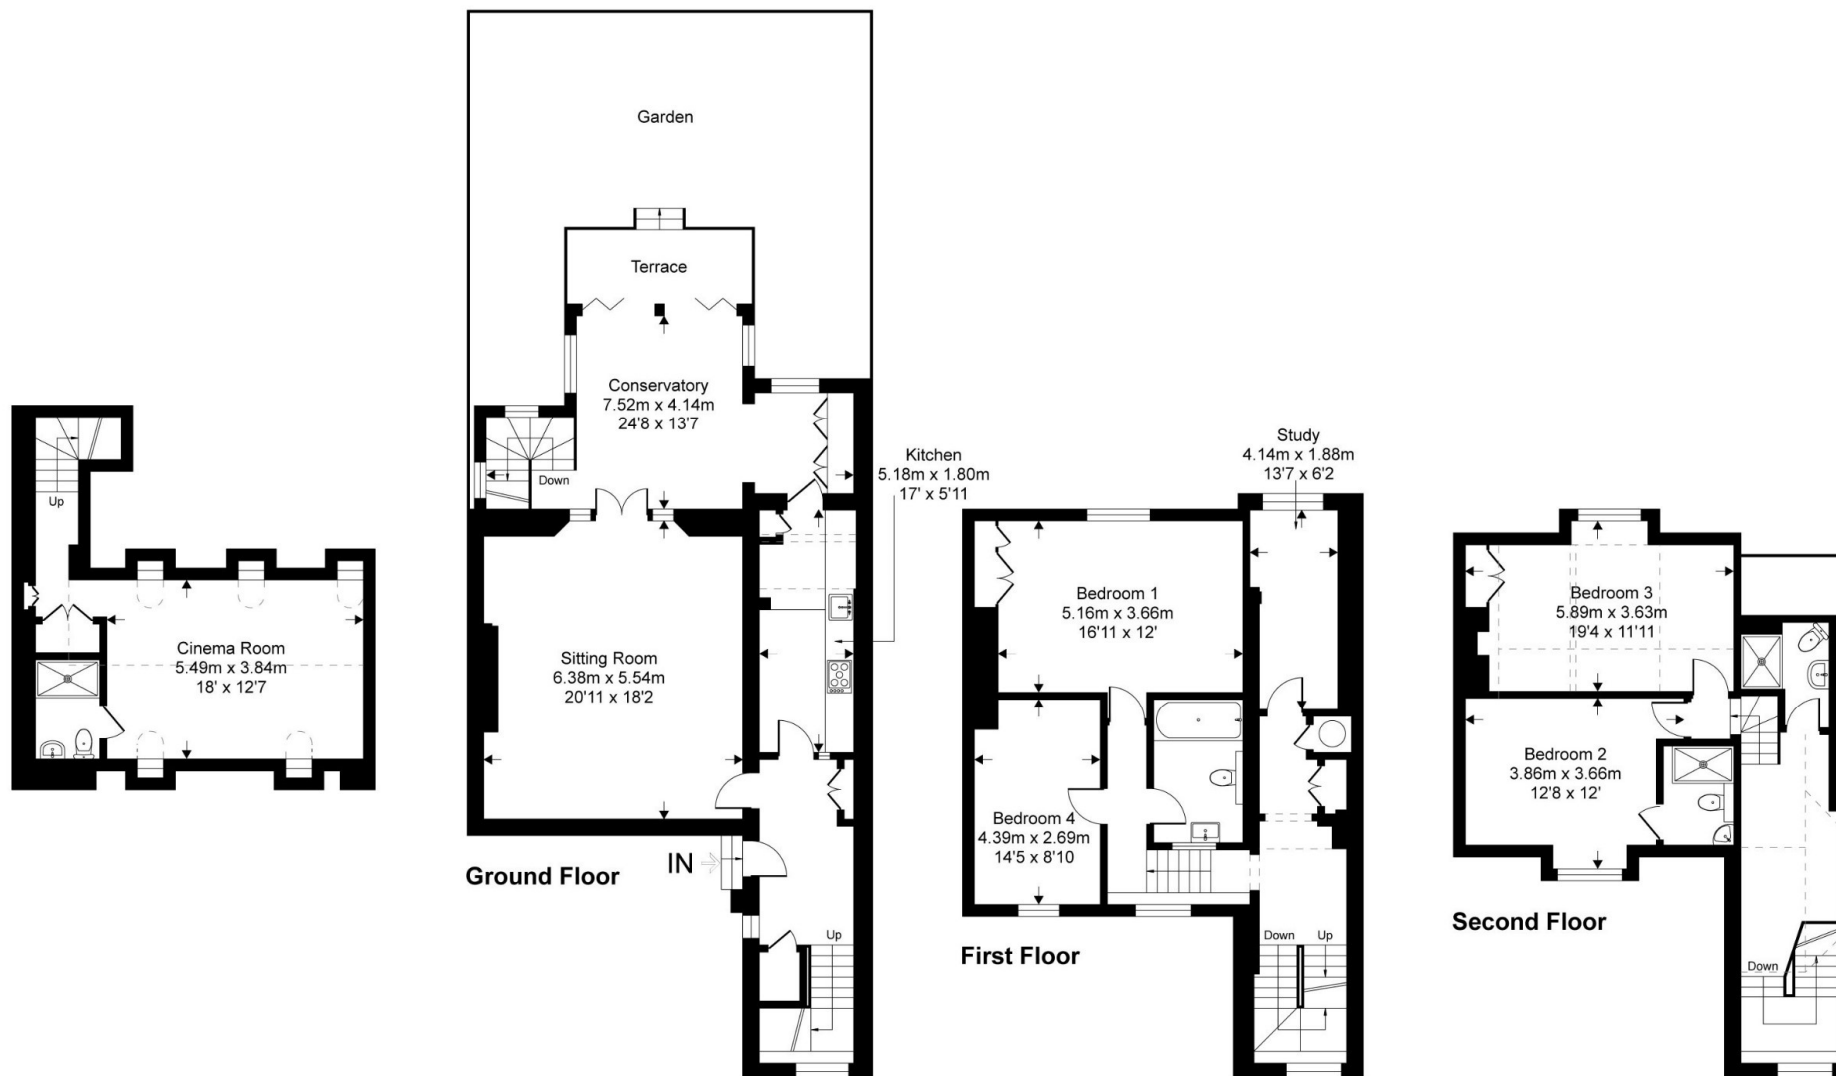 Up
Cinema Room
5.49m x 3.84m
18' x 12'7
Garden
Terrace
Conservatory
7.52m x 4.14m
24'8 x 13'7
Down
Kitchen
5.18m x 1.80m
17' x 5'11
Sitting Room
6.38m x 5.54m
20'11 x 18'2
IN
Up
Ground Floor
Study
4.14m x 1.88m
13'7 x 6'2
Bedroom 1
5.16m x 3.66m
16'11 x 12'
Bedroom 4
4.39m x 2.69m
14'5 x 8'10
Down
Up
First Floor
Bedroom 3
5.89m x 3.63m
19'4 x 11'11
Bedroom 2
3.86m x 3.66m
12'8 x 12'
Down
Second Floor